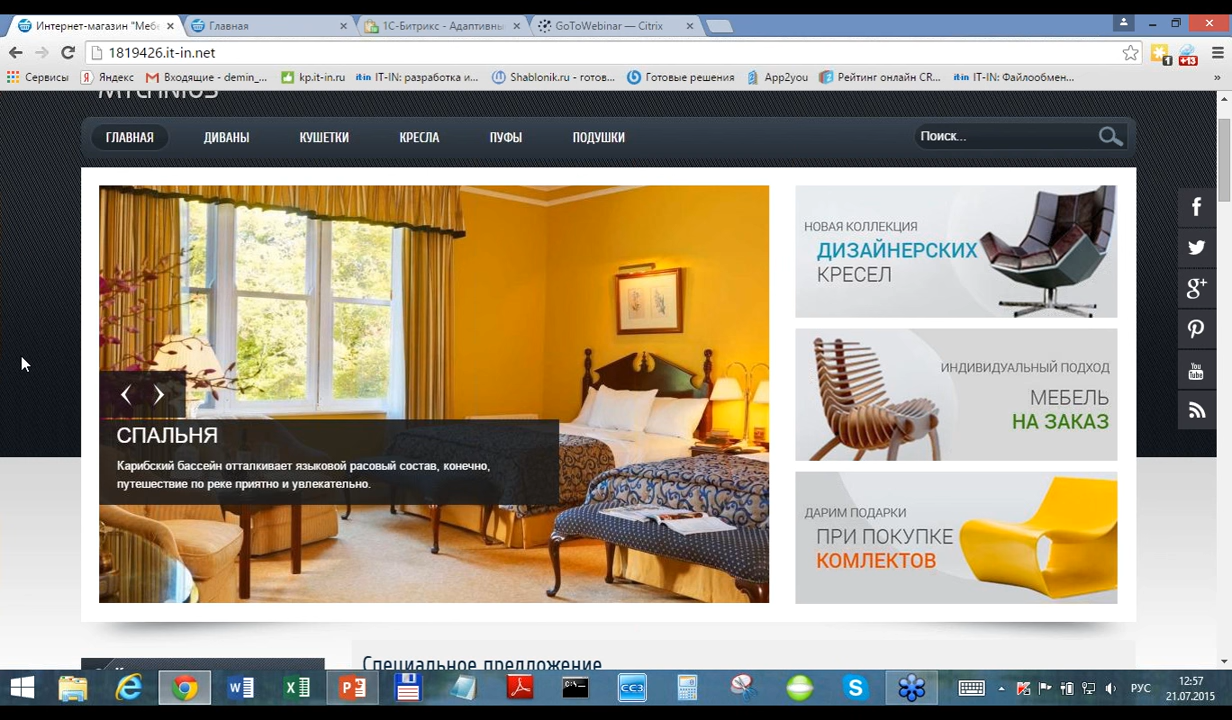 Интернет-магазин "Меб
Главная
1С-Битрикс - Адаптивны
GoToWebinar — Citrix
1819426.it-in.net
Сервисы
Яндекс
Входящие - demin_...
kp.it-in.ru
IT-IN: разработка и...
Shablonik.ru - готов...
Готовые решения
App2you
Рейтинг онлайн CR...
IT-IN: Файлообмен...
1
+13
ГЛАВНАЯ
ДИВАНЫ
КУШЕТКИ
КРЕСЛА
ПУФЫ
ПОДУШКИ
Поиск...
НОВАЯ КОЛЛЕКЦИЯ
ДИЗАЙНЕРСКИХ
КРЕСЕЛ
ИНДИВИДУАЛЬНЫЙ ПОДХОД
МЕБЕЛЬ
НА ЗАКАЗ
ДАРИМ ПОДАРКИ
ПРИ ПОКУПКЕ
КОМЛЕКТОВ
СПАЛЬНЯ
Карибский бассейн отталкивает языковой расовый состав, конечно,
путешествие по реке приятно и увлекательно.
You
Tube
Специальное предложение
РУС
12:57
21.07.2015